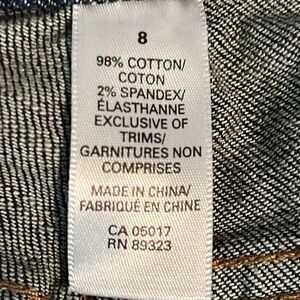 8
98% COTTON/
COTON
2% SPANDEX/
ÉLASTHANNE
EXCLUSIVE OF
TRIMS/
GARNITURES NON
COMPRISES
MADE IN CHINA/
FABRIQUÉ EN CHINE
CA 05017
RN 89323